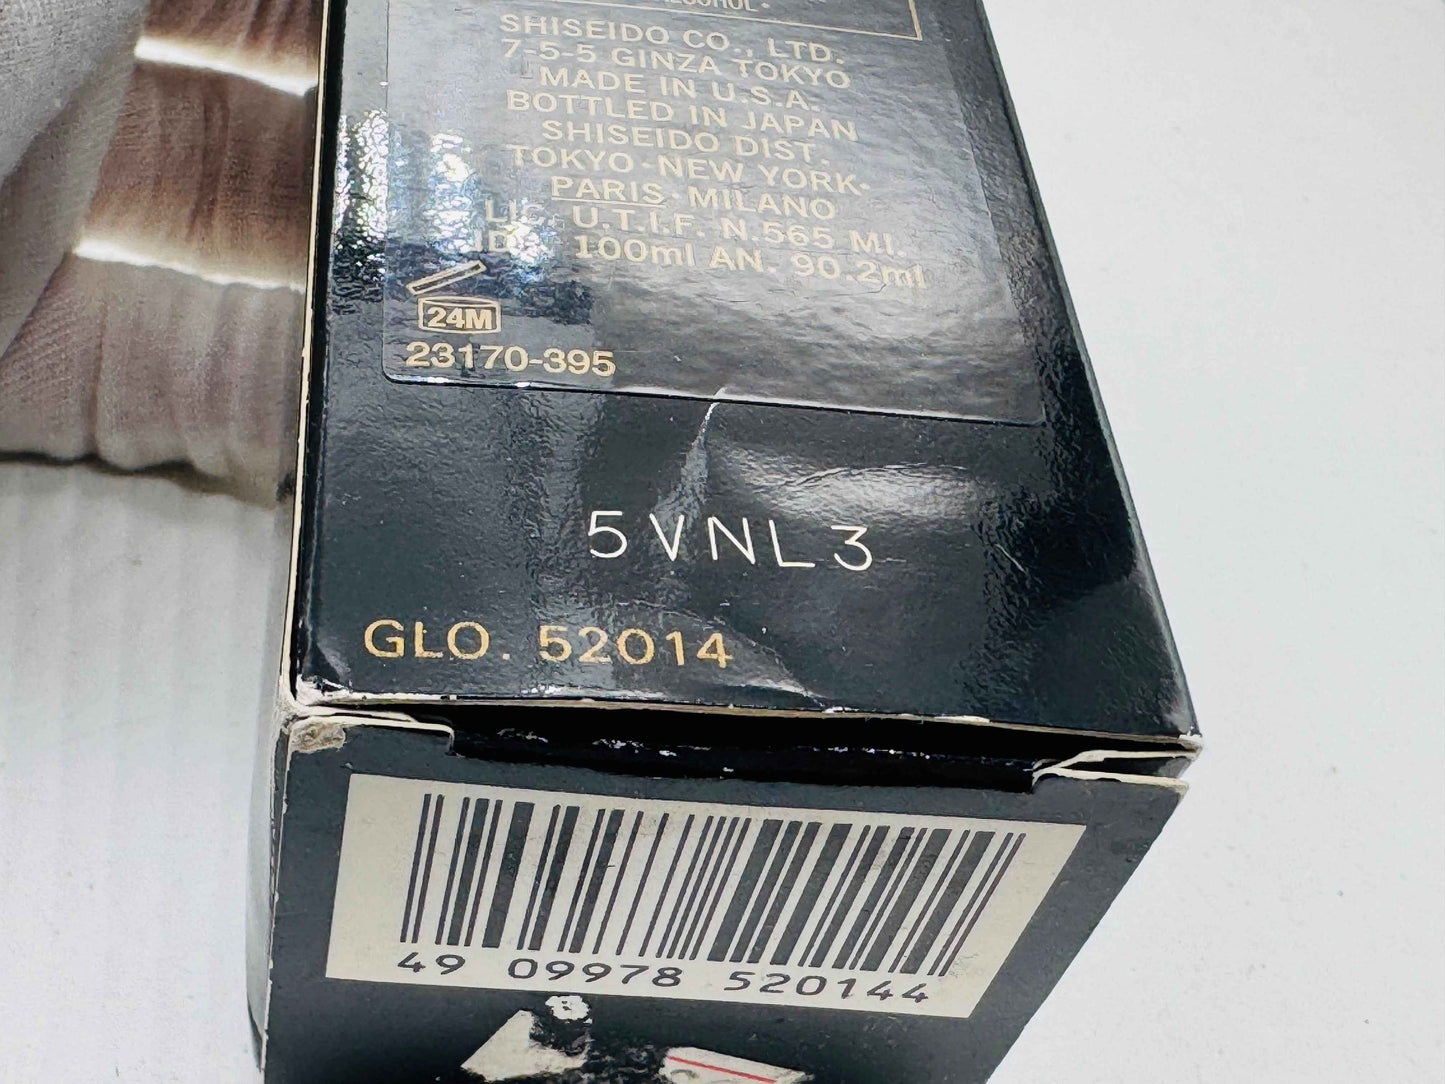 SHISEIDO CO., LTD.
7-5-5 GINZA TOKYO
MADE IN U.S.A.
BOTTLED IN JAPAN
SHISEIDO DIST.
TOKYO·NEW YORK·
PARIS·MILANO
LIC. U.T.I.F. N.565 MI.
100ml AN. 90.2ml
24M
23170-395
5VNL3
GLO. 52014
49 09978 520144